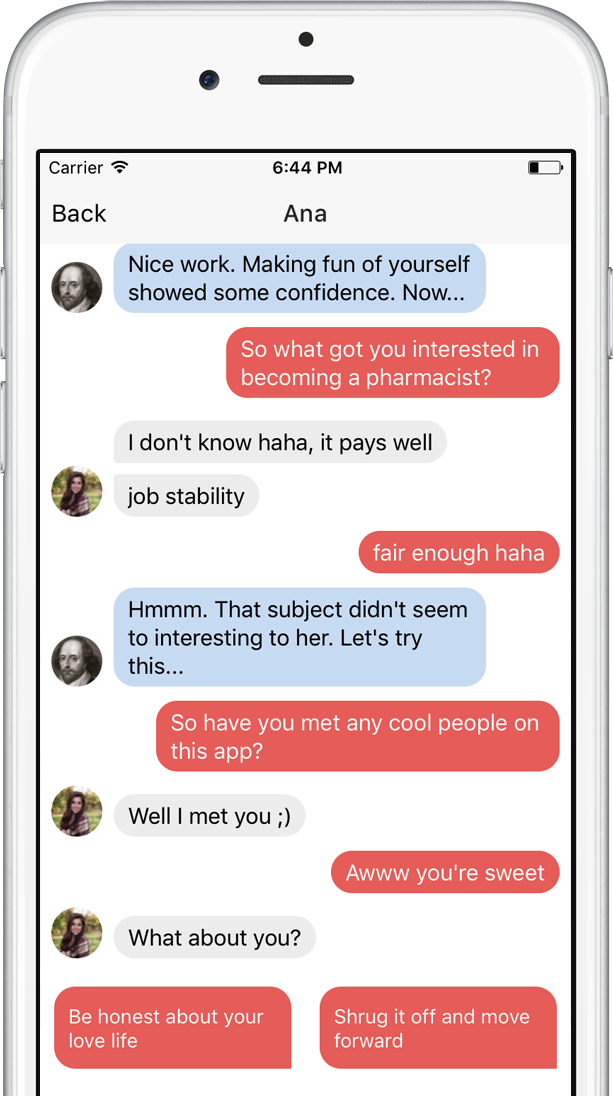 Carrier 6:44 PM
Back Ana
Nice work. Making fun of yourself
showed some confidence. Now...
So what got you interested in
becoming a pharmacist?
I don't know haha, it pays well
job stability
fair enough haha
Hmmm. That subject didn't seem
to interesting to her. Let's try
this...
So have you met any cool people on
this app?
Well I met you ;)
Awww you're sweet
What about you?
Be honest about your
love life
Shrug it off and move
forward